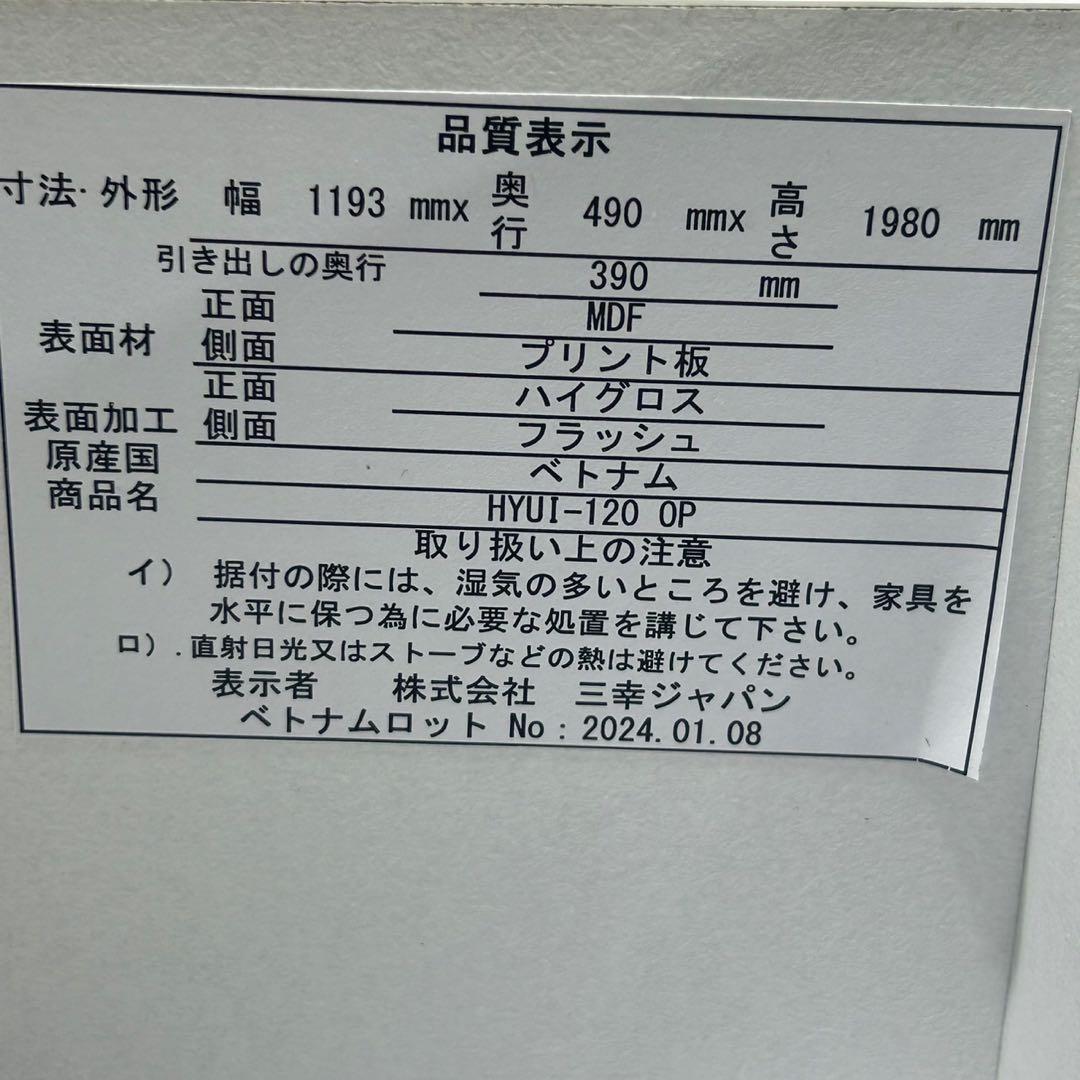 品質表示
寸法・外形 幅 1193 mmx 奥行 490 mmx 高さ 1980 mm
引き出しの奥行 390 mm
表面材 正面 MDF
側面 プリント板
表面加工 正面 ハイグロス
側面 フラッシュ
原産国 ベトナム
商品名 HYUI-120 OP
取り扱い上の注意
イ） 据付の際には、湿気の多いところを避け、家具を
水平に保つ為に必要な処置を講じて下さい。
ロ）.直射日光又はストーブなどの熱は避けてください。
表示者 株式会社 三幸ジャパン
ベトナムロット No：2024.01.08